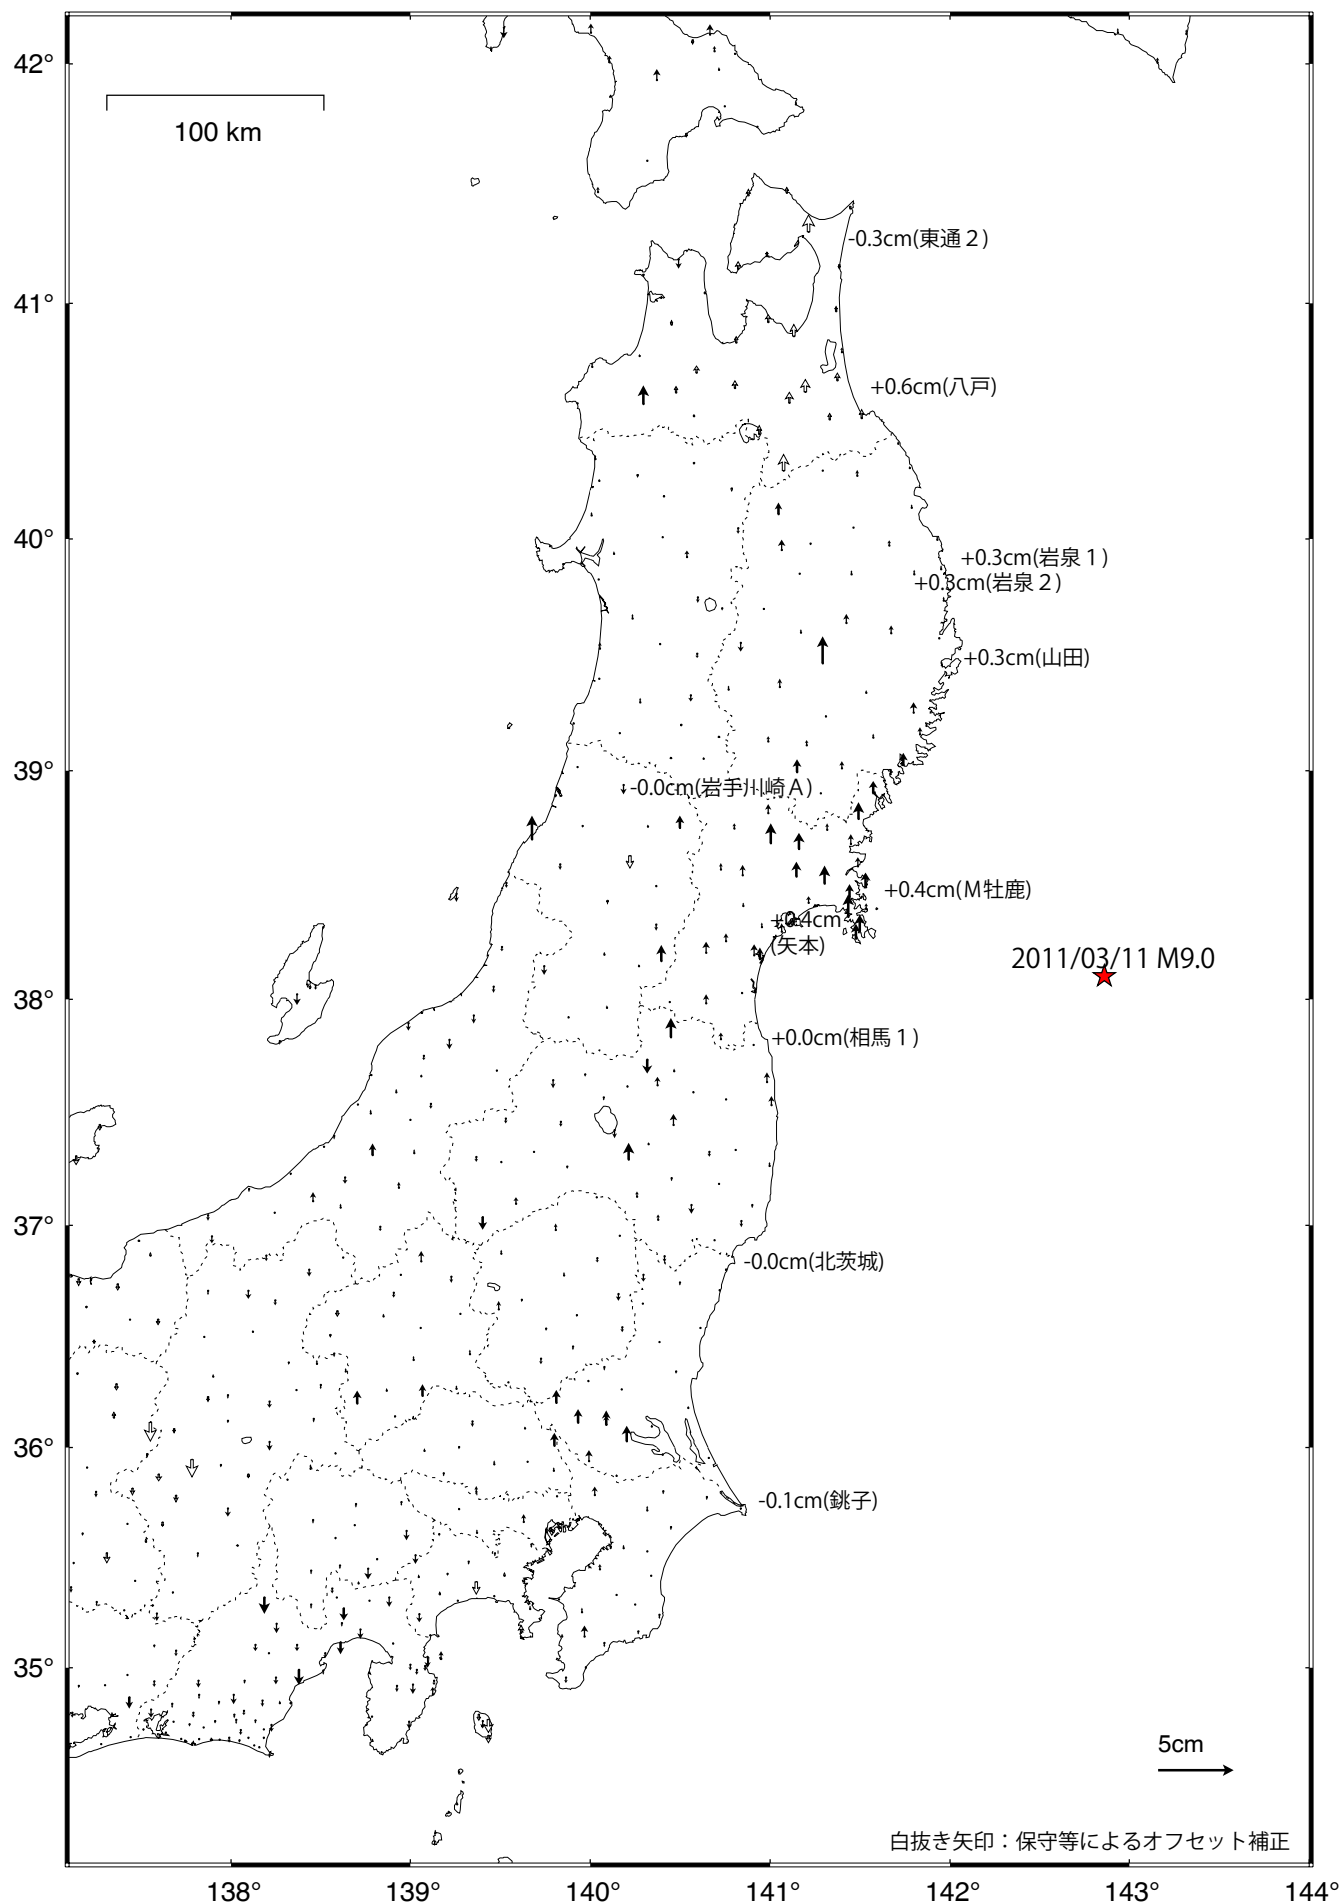 42°
100 km
-0.3cm(東通２)
41°
+0.6cm(八戸)
40°
+0.3cm(岩泉１)
+0.3cm(岩泉２)
+0.3cm(山田)
39°
-0.0cm(岩手川崎Ａ)
+0.4cm(Ｍ牡鹿)
+0.4cm
(矢本)
2011/03/11 M9.0
38°
+0.0cm(相馬１)
37°
-0.0cm(北茨城)
36°
-0.1cm(銚子)
35°
5cm
白抜き矢印：保守等によるオフセット補正
138° 139° 140° 141° 142° 143° 144°